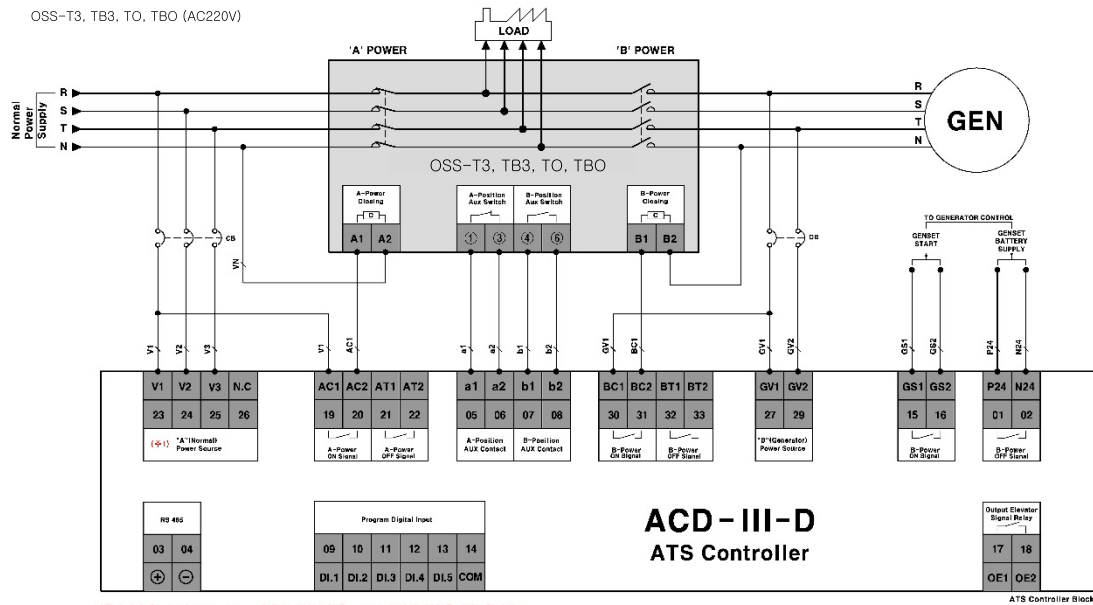 OSS-T3, TB3, TO, TBO (AC220V)
LOAD
'A' POWER
'B' POWER
Normal Power Supply
R
S
T
N
R
S
T
N
GEN
OSS-T3, TB3, TO, TBO
A-Power Closing
A-Position Aux Switch
B-Position Aux Switch
B-Power Closing
C
A1 A2
① ③ ④ ⑥
B1 B2
TO GENERATOR CONTROL
GENSET START
GENSET BATTERY SUPPLY
CB
VN
V1 V2 V3 V1 AC1 a1 a2 b1 b2 GV1 BC1 GV1 GV2 GS1 GS2 P24 N24
V1 V2 V3 N.C AC1 AC2 AT1 AT2 a1 a2 b1 b2 BC1 BC2 BT1 BT2 GV1 GV2 GS1 GS2 P24 N24
23 24 25 26 19 20 21 22 05 06 07 08 30 31 32 33 27 29 15 16 01 02
"A"(Normal) Power Source
A-Power ON Signal
A-Power OFF Signal
A-Position AUX Contact
B-Position AUX Contact
B-Power ON Signal
B-Power OFF Signal
"B"(Generator) Power Source
B-Power OFF Signal
RS 485
03 04
⊕ ⊖
Program Digital Input
09 10 11 12 13 14
DI.1 DI.2 DI.3 DI.4 DI.5 COM
ACD-III-D
ATS Controller
Output Elevator Signal Relay
17 18
OE1 OE2
ATS Controller Block